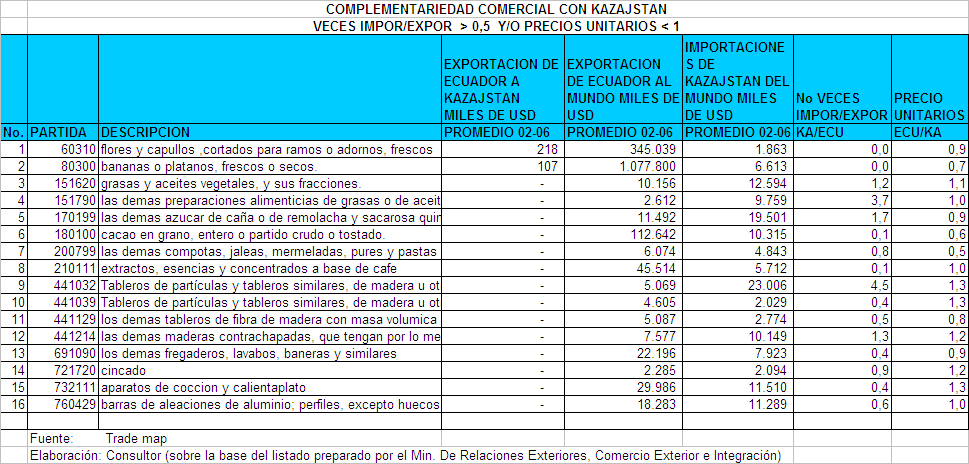 COMPLEMENTARIEDAD COMERCIAL CON KAZAJSTAN
VECES IMPOR/EXPOR > 0,5 Y/O PRECIOS UNITARIOS < 1
No. PARTIDA DESCRIPCION EXPORTACION DE ECUADOR A KAZAJSTAN MILES DE USD EXPORTACION DE ECUADOR AL MUNDO MILES DE USD IMPORTACIONES DE KAZAJSTAN DEL MUNDO MILES DE USD No VECES IMPOR/EXPOR PRECIO UNITARIOS
PROMEDIO 02-06 PROMEDIO 02-06 PROMEDIO 02-06 KA/ECU ECU/KA
1 60310 flores y capullos ,cortados para ramos o adornos, frescos 218 345.039 1.863 0,0 0,9
2 80300 bananas o platanos, frescos o secos. 107 1.077.800 6.613 0,0 0,7
3 151620 grasas y aceites vegetales, y sus fracciones. - 10.156 12.594 1,2 1,1
4 151790 las demas preparaciones alimenticias de grasas o de aceit - 2.612 9.759 3,7 1,0
5 170199 las demas azucar de caña o de remolacha y sacarosa quin - 11.492 19.501 1,7 0,9
6 180100 cacao en grano, entero o partido crudo o tostado. - 112.642 10.315 0,1 0,6
7 200799 las demas compotas, jaleas, mermeladas, pures y pastas - 6.074 4.843 0,8 0,5
8 210111 extractos, esencias y concentrados a base de cafe - 45.514 5.712 0,1 1,0
9 441032 Tableros de partículas y tableros similares, de madera u ot - 5.069 23.006 4,5 1,3
10 441039 Tableros de partículas y tableros similares, de madera u ot - 4.605 2.029 0,4 1,3
11 441129 los demas tableros de fibra de madera con masa volumica - 5.087 2.774 0,5 0,8
12 441214 las demas maderas contrachapadas, que tengan por lo me - 7.577 10.149 1,3 1,2
13 691090 los demas fregaderos, lavabos, baneras y similares - 22.196 7.923 0,4 0,9
14 721720 cincado - 2.285 2.094 0,9 1,2
15 732111 aparatos de coccion y calientaplato - 29.986 11.510 0,4 1,3
16 760429 barras de aleaciones de aluminio; perfiles, excepto huecos - 18.283 11.289 0,6 1,0
Fuente: Trade map
Elaboración: Consultor (sobre la base del listado preparado por el Min. De Relaciones Exteriores, Comercio Exterior e Integración)